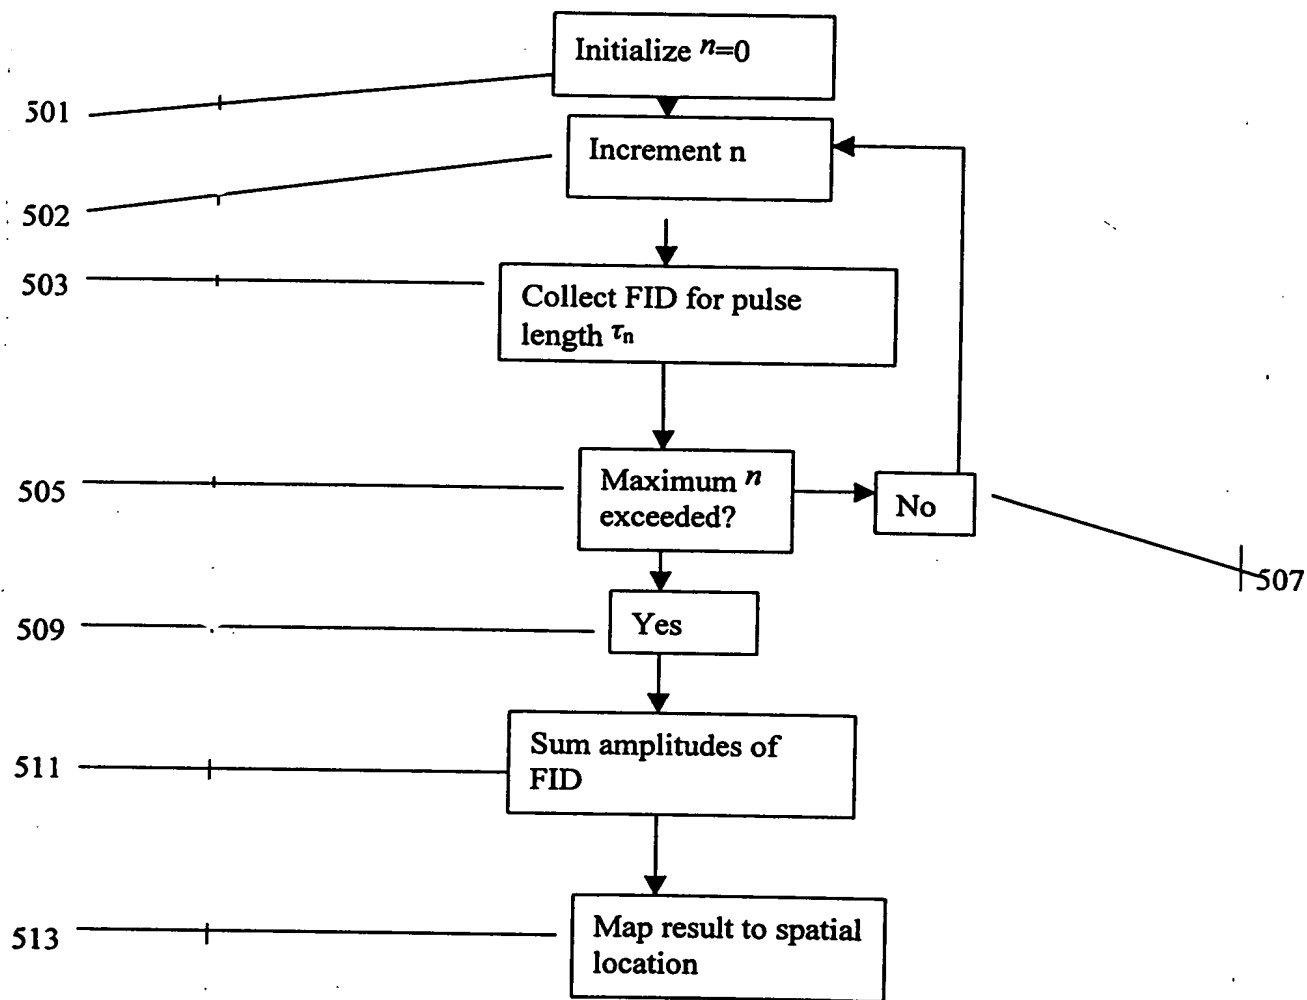 Initialize n=0
501
Increment n
502
503
Collect FID for pulse
length τn
505
Maximum n
exceeded?
No
507
509
Yes
511
Sum amplitudes of
FID
513
Map result to spatial
location